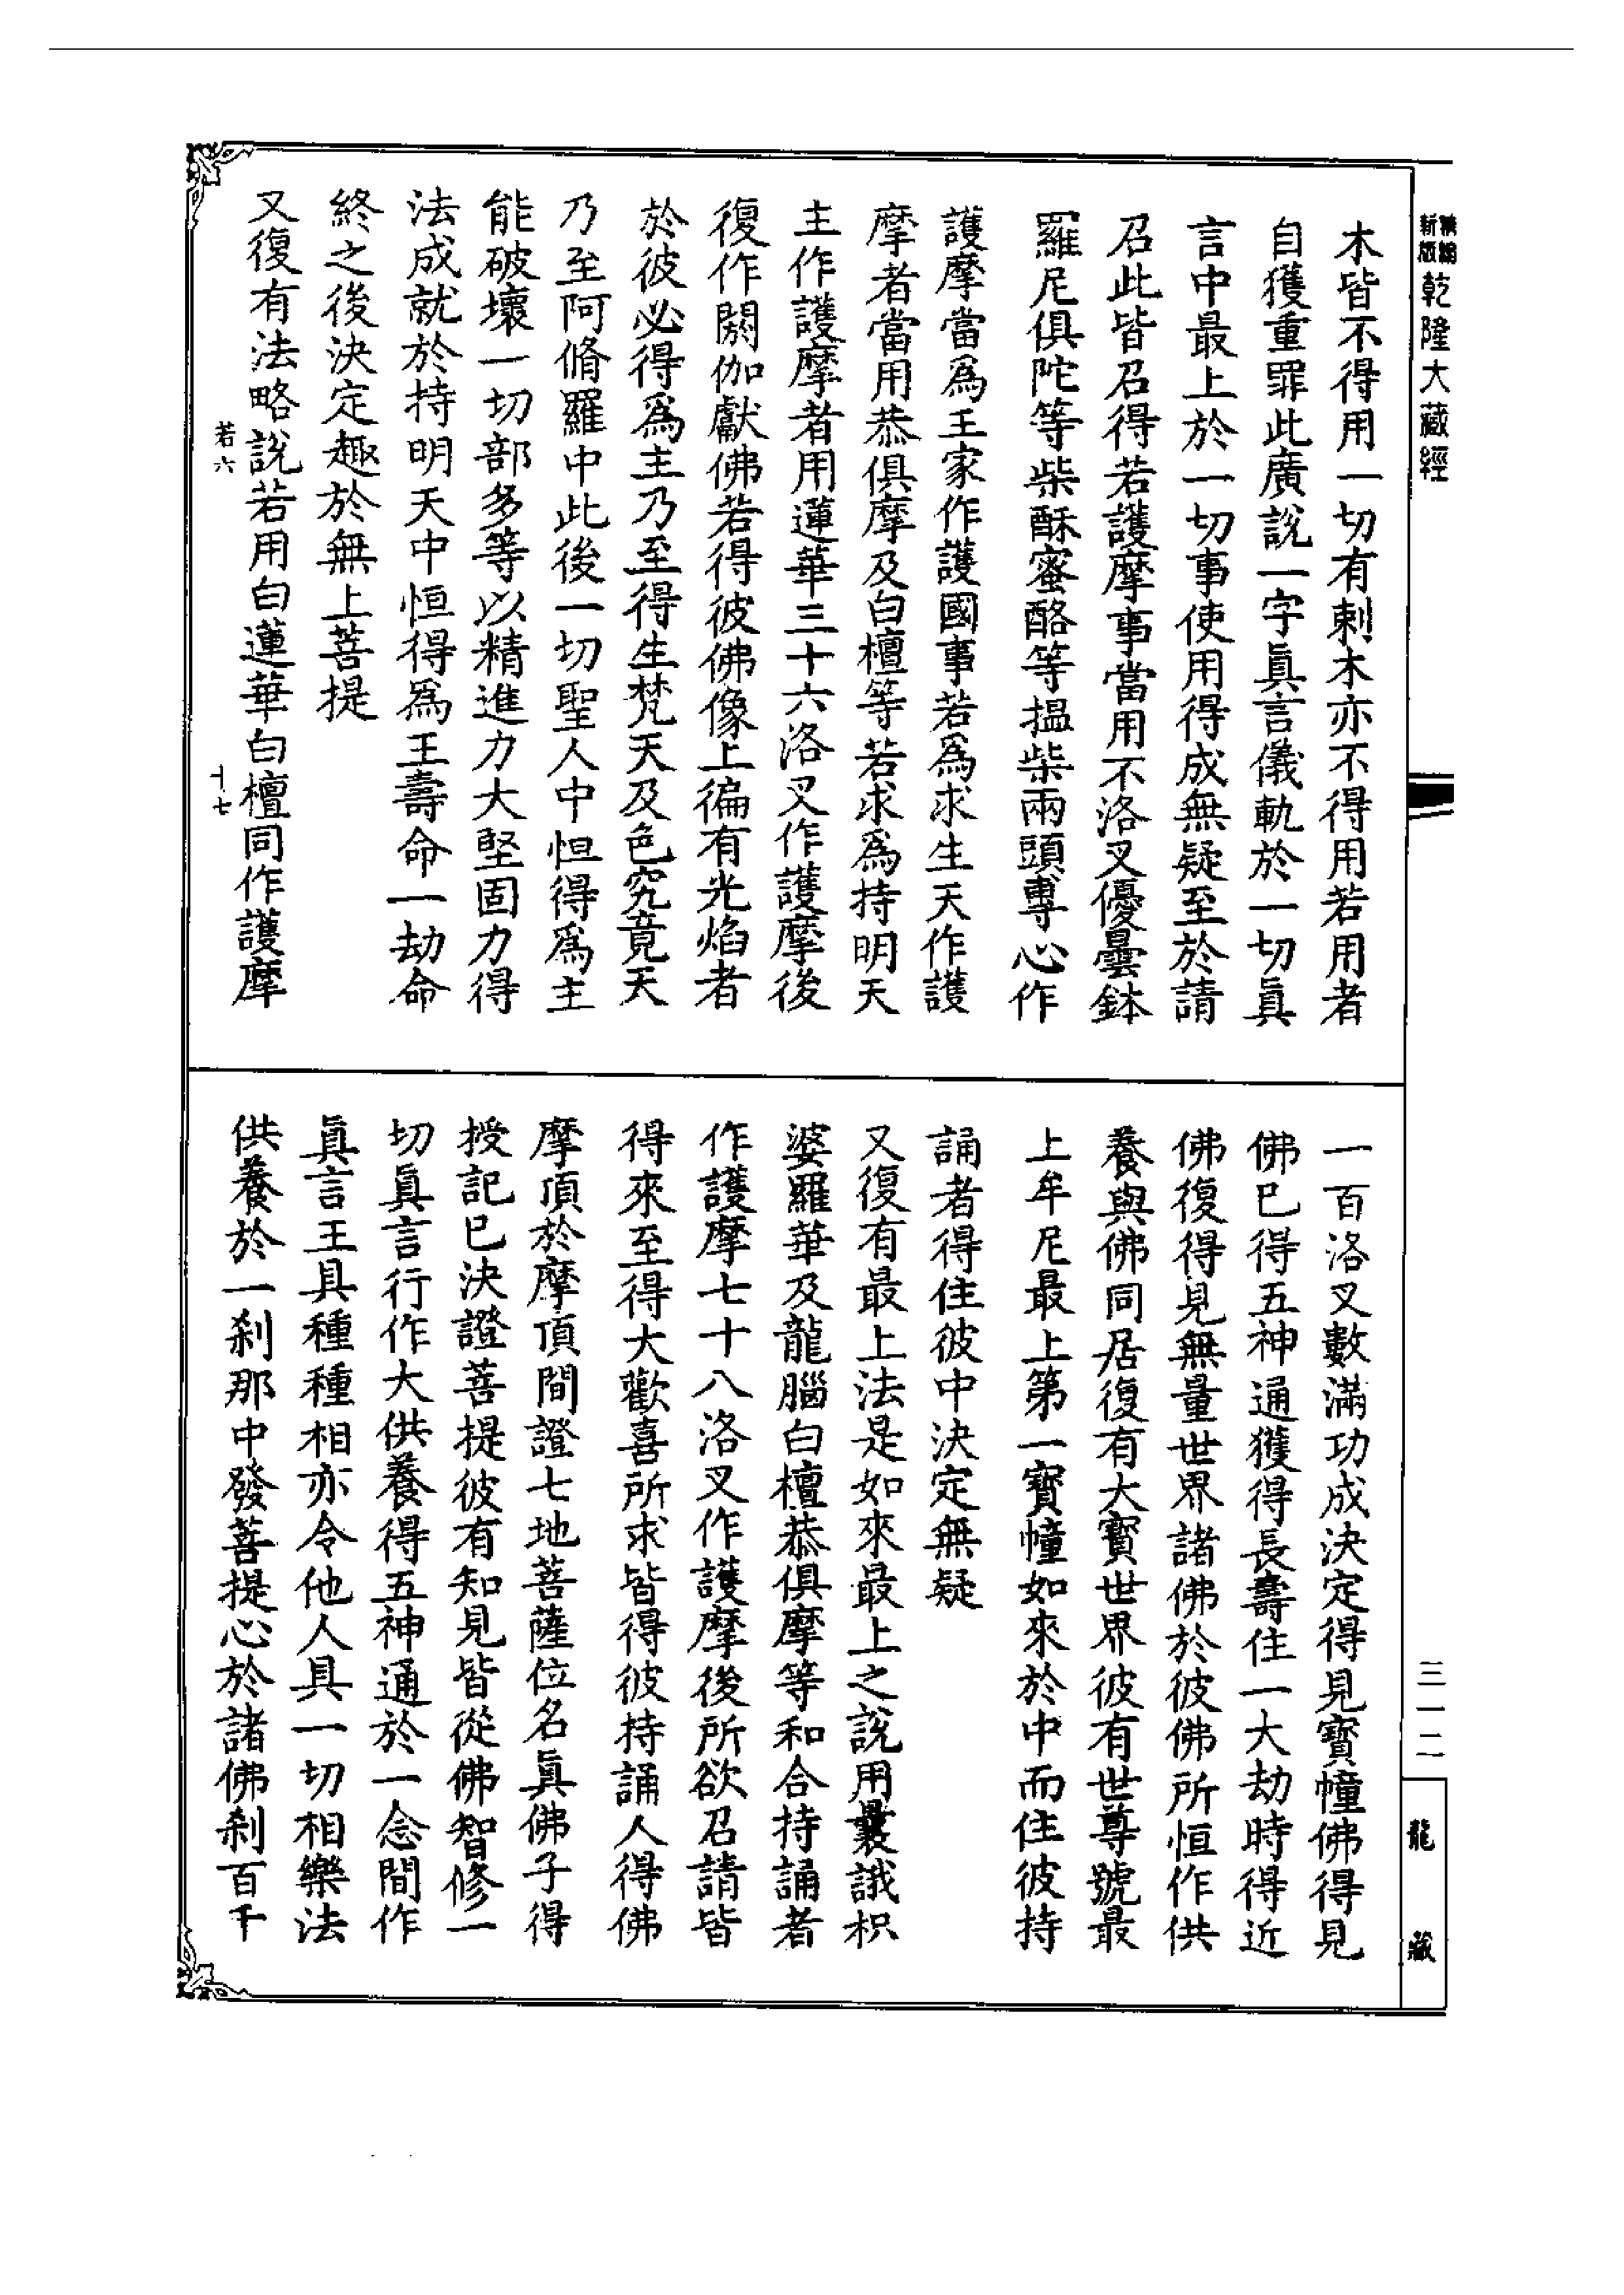 精編
新版
乾隆大藏經
木皆不得用一切有刺木亦不得用若用者
自獲重罪此廣說一字眞言儀軌於一切眞
言中最上於一切事使用得成無疑至於請
召此皆召得若護摩事當用不洛叉優曇鉢
羅尼俱陀等柴酥蜜酪等搵柴兩頭專心作
護摩當爲王家作護國事若爲求生天作護
摩者當用恭俱摩及白檀等若求爲持明天
主作護摩者用蓮華三十六洛叉作護摩後
復作閼伽獻佛若得彼佛像上徧有光焰者
於彼必得爲主乃至得生梵天及色究竟天
乃至阿脩羅中此後一切聖人中恒得爲主
能破壞一切部多等以精進力大堅固力得
法成就於持明天中恒得爲王壽命一劫命
終之後決定趣於無上菩提
又復有法略說若用白蓮華白檀同作護摩
若六
十七
一百洛叉數滿功成決定得見寶幢佛得見
佛巳得五神通獲得長壽住一大劫時得近
佛復得見無量世界諸佛於彼佛所恒作供
養與佛同居復有大寶世界彼有世尊號最
上牟尼最上第一寶幢如來於中而住彼持
誦者得住彼中決定無疑
又復有最上法是如來最上之說用曩誐枳
婆羅華及龍腦白檀恭俱摩等和合持誦者
作護摩七十八洛叉作護摩後所欲召請皆
得來至得大歡喜所求皆得彼持誦人得佛
摩頂於摩頂間證七地菩薩位名眞佛子得
授記巳決證菩提彼有知見皆從佛智修一
切眞言行作大供養得五神通於一念間作
眞言王具種種相亦令他人具一切相樂法
供養於一刹那中發菩提心於諸佛刹百千
三一二
龍藏